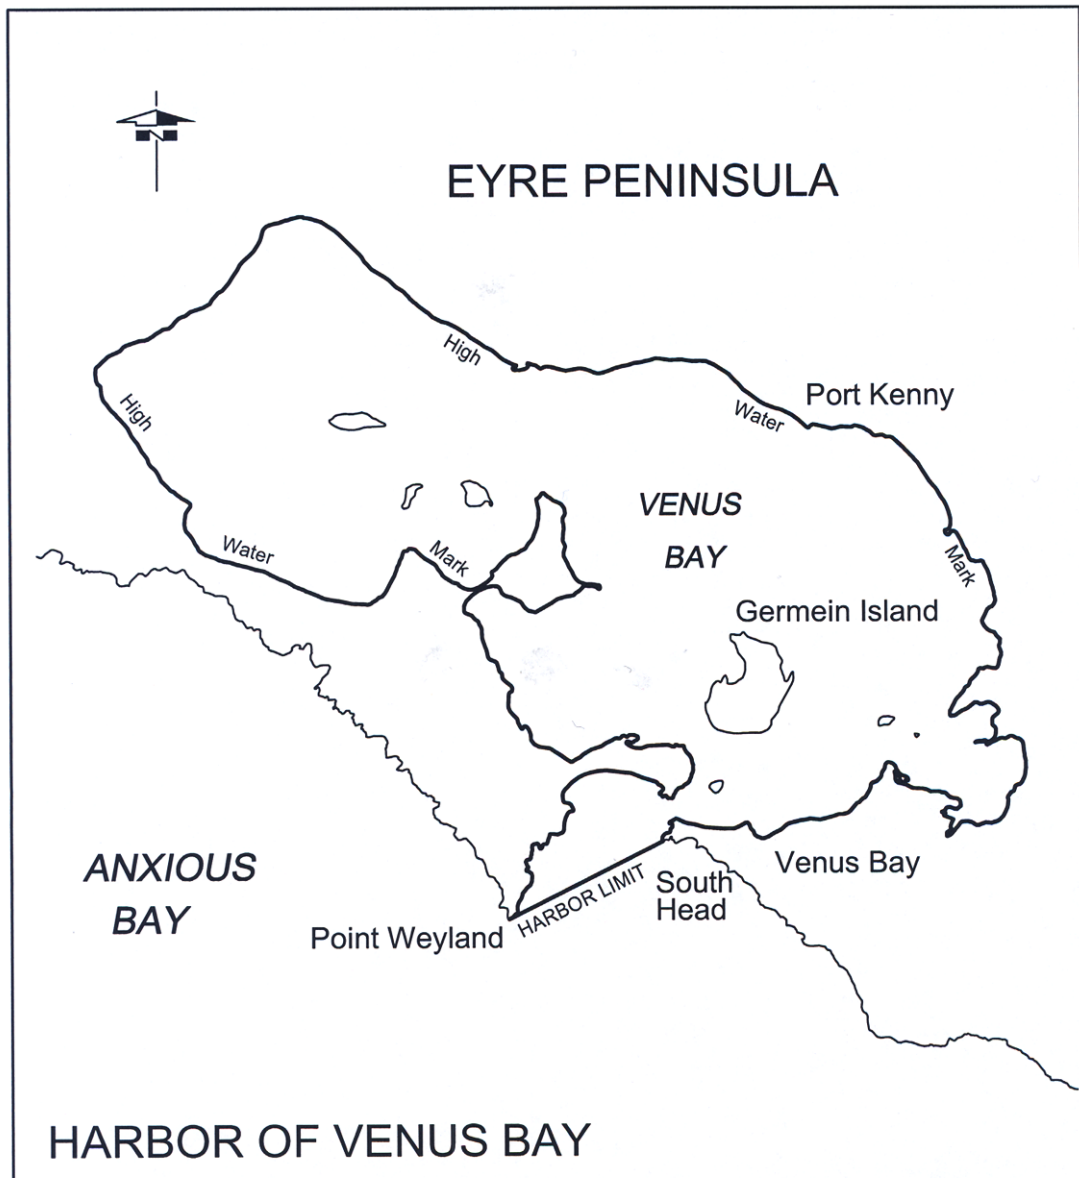 N
EYRE PENINSULA
High
High
Water
Port Kenny
VENUS
BAY
Water
Mark
Mark
Germein Island
ANXIOUS
BAY
Venus Bay
South
Head
HARBOR LIMIT
Point Weyland
HARBOR OF VENUS BAY